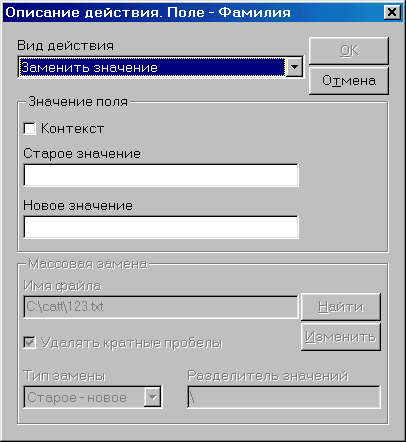 Описание действия. Поле - Фамилия
Вид действия
Заменить значение
OK
Отмена
Значение поля
Контекст
Старое значение
Новое значение
Массовая замена
Имя файла
C:\catt\123.txt
Найти
Удалять кратные пробелы
Изменить
Тип замены
Разделитель значений
Старое - новое
\